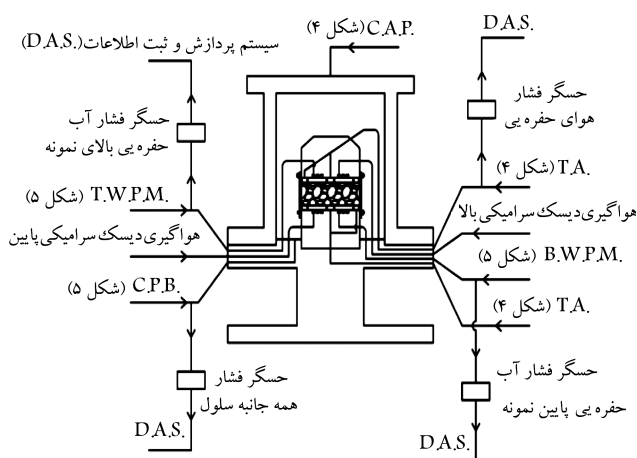 (شکل ۴) C.A.P.
D.A.S.
سیستم پردازش و ثبت اطلاعات (D.A.S.)
حسگر فشار
هوای حفره یی
حسگر فشار آب
حفره یی بالای نمونه
(شکل ۴) T.A.
(شکل ۵) T.W.P.M.
هواگیری دیسک سرامیکی بالا
هواگیری دیسک سرامیکی پایین
(شکل ۵) B.W.P.M.
(شکل ۵) C.P.B.
(شکل ۴) T.A.
حسگر فشار
همه جانبه سلول
حسگر فشار آب
حفره یی پایین نمونه
D.A.S.
D.A.S.